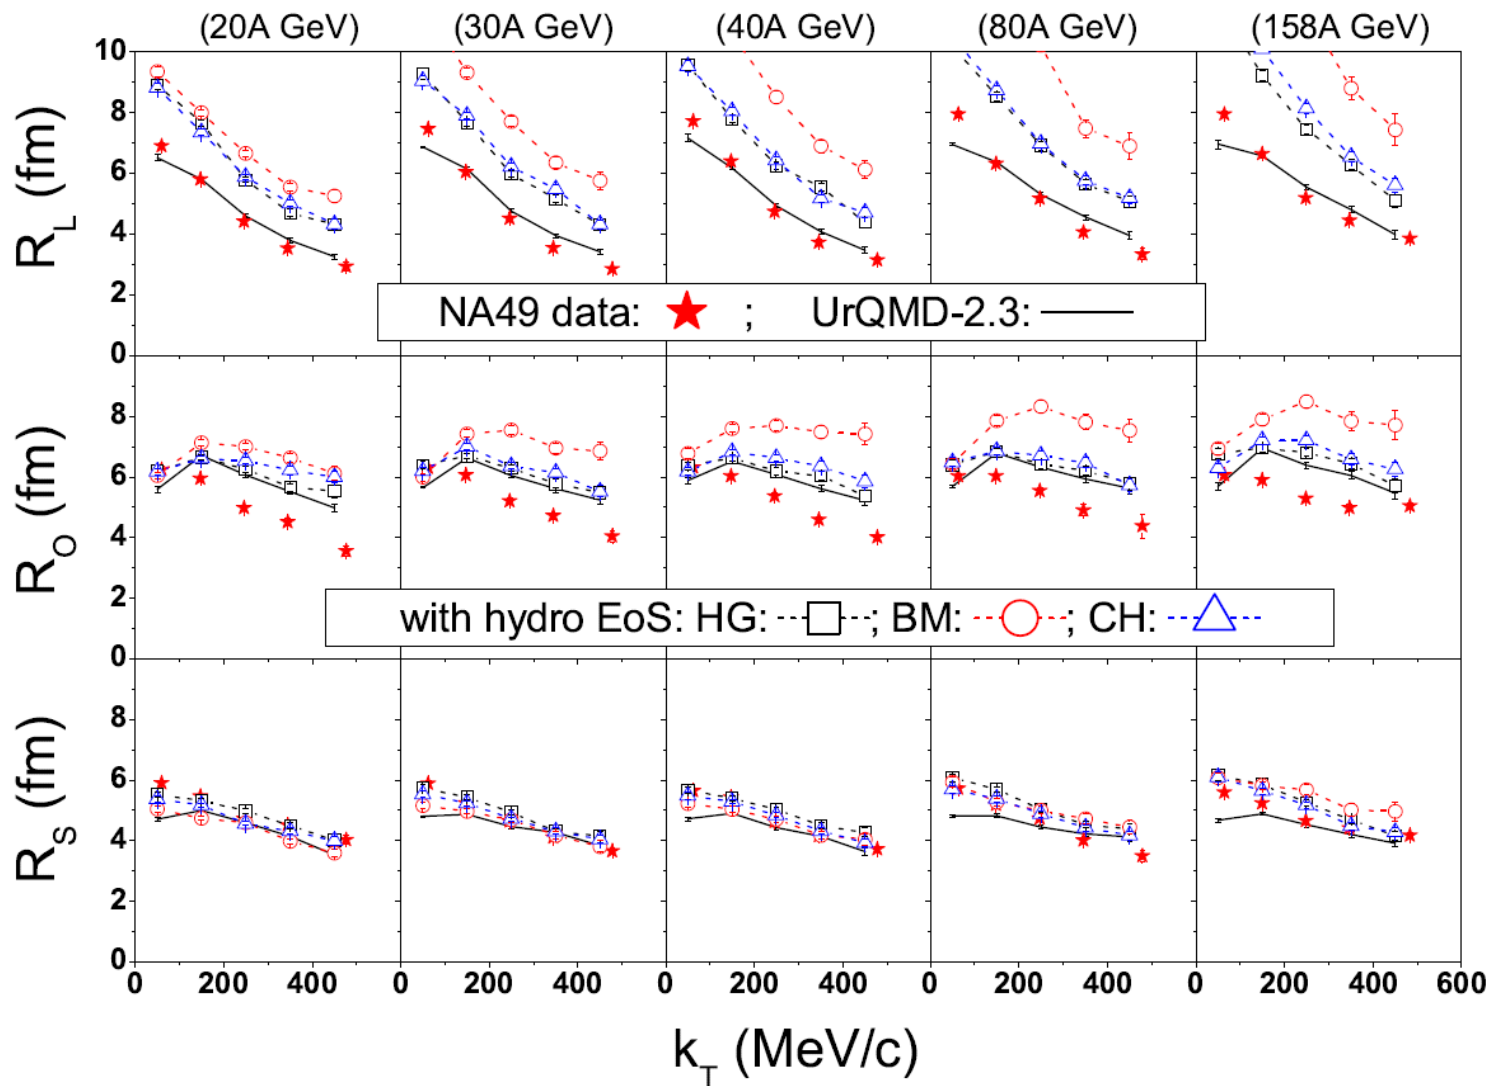 (20A GeV) (30A GeV) (40A GeV) (80A GeV) (158A GeV)
10
8
6
4
2
0
R_L (fm)
NA49 data: ★ ; UrQMD-2.3: —
8
6
4
2
0
R_O (fm)
with hydro EoS: HG: --□--; BM: --○--; CH: --△--
8
6
4
2
0
R_S (fm)
0 200 400 0 200 400 0 200 400 0 200 400 0 200 400 600
k_T (MeV/c)